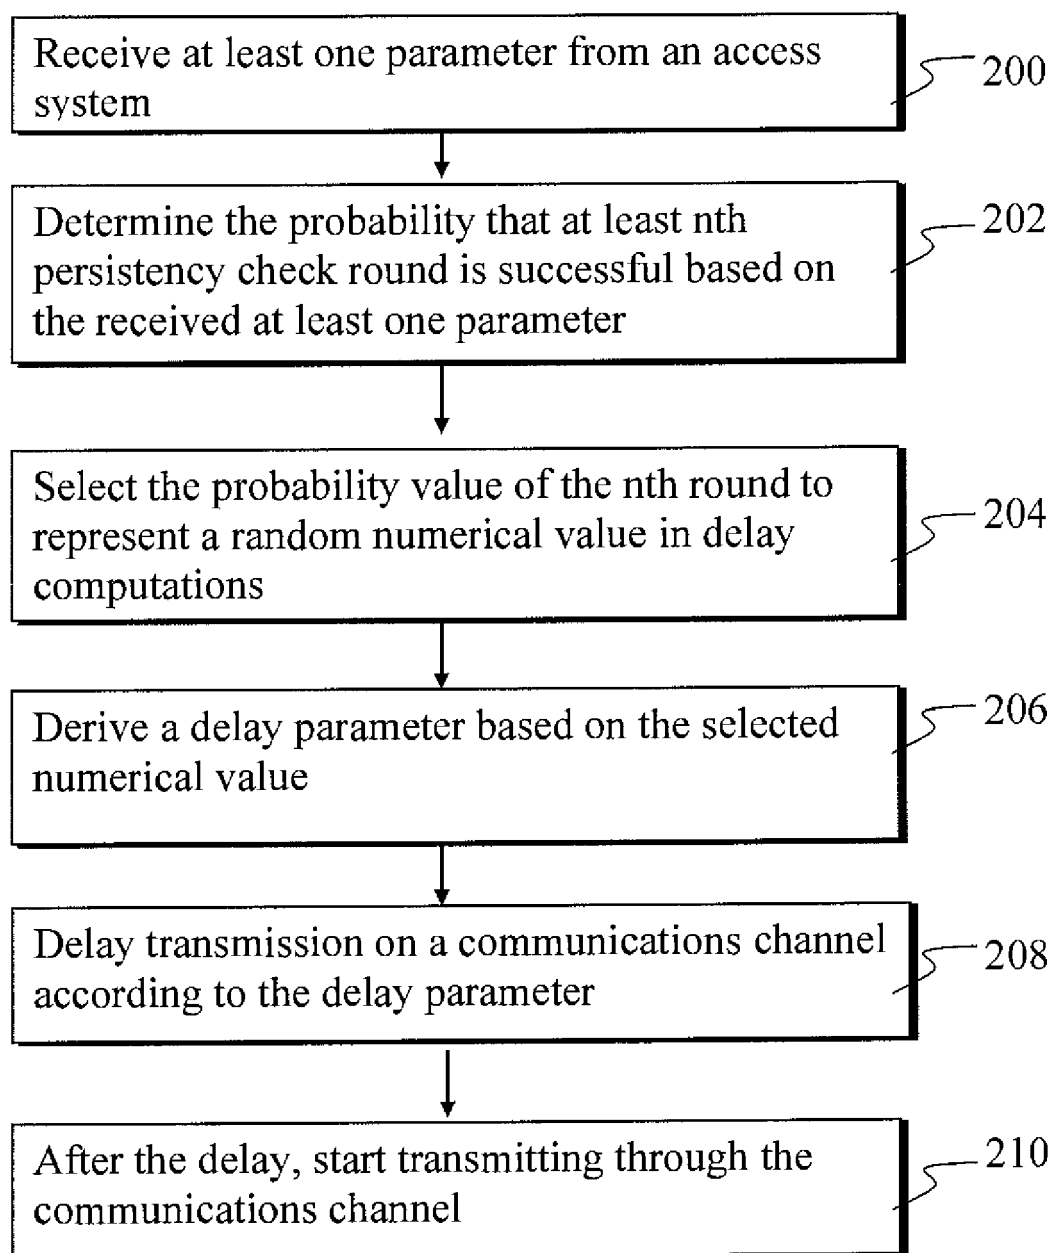 Receive at least one parameter from an access
system
200
Determine the probability that at least nth
persistency check round is successful based on
the received at least one parameter
202
Select the probability value of the nth round to
represent a random numerical value in delay
computations
204
Derive a delay parameter based on the selected
numerical value
206
Delay transmission on a communications channel
according to the delay parameter
208
After the delay, start transmitting through the
communications channel
210